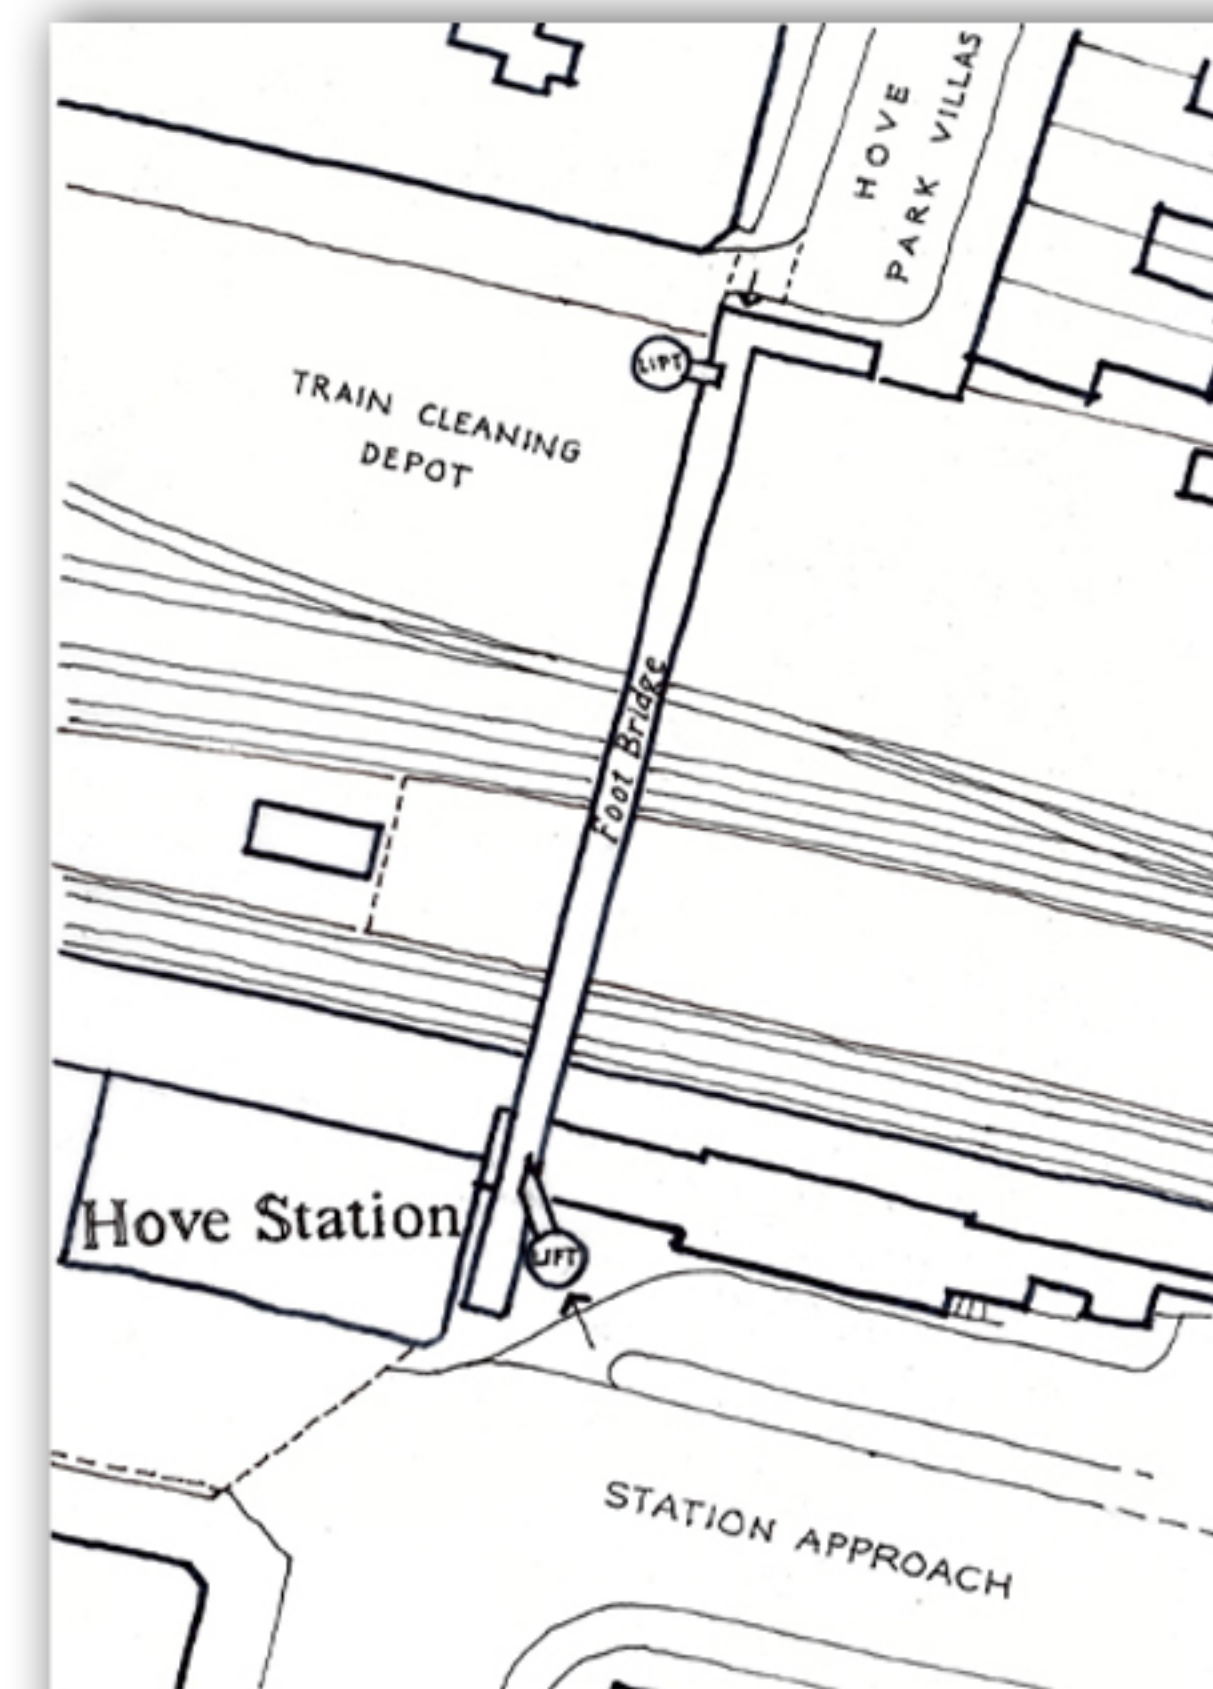 HOVE
PARK VILLAS
LIFT
TRAIN CLEANING
DEPOT
Foot Bridge
Hove Station
LIFT
STATION APPROACH